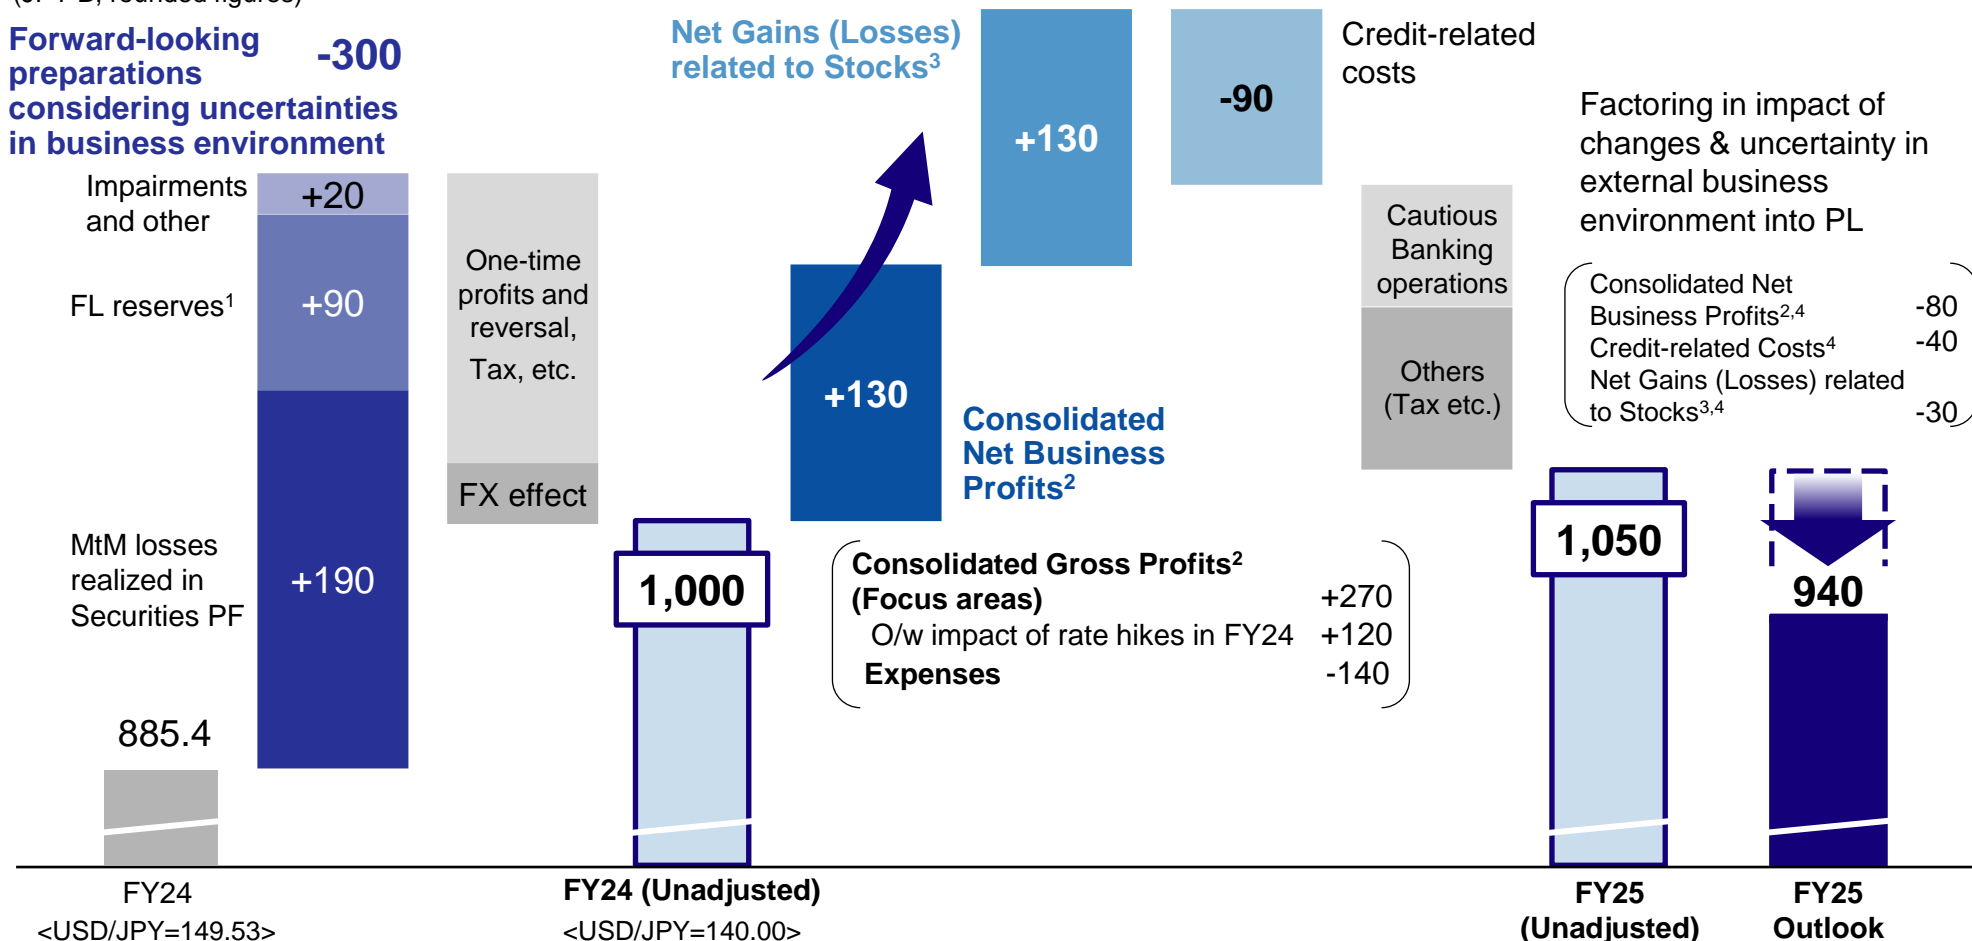 (JPY B, rounded figures)
Forward-looking
preparations
considering uncertainties
in business environment
-300
Impairments
and other
+20
FL reserves1
+90
MtM losses
realized in
Securities PF
+190
885.4
One-time
profits and
reversal,
Tax, etc.
FX effect
1,000
Net Gains (Losses)
related to Stocks3
+130
+130
Consolidated
Net Business
Profits2
Consolidated Gross Profits2
(Focus areas) +270
O/w impact of rate hikes in FY24 +120
Expenses -140
-90
Credit-related
costs
Cautious
Banking
operations
Others
(Tax etc.)
Factoring in impact of
changes & uncertainty in
external business
environment into PL
Consolidated Net
Business Profits2,4 -80
Credit-related Costs4 -40
Net Gains (Losses) related
to Stocks3,4 -30
1,050
940
FY24
<USD/JPY=149.53>
FY24 (Unadjusted)
<USD/JPY=140.00>
FY25
(Unadjusted)
FY25
Outlook